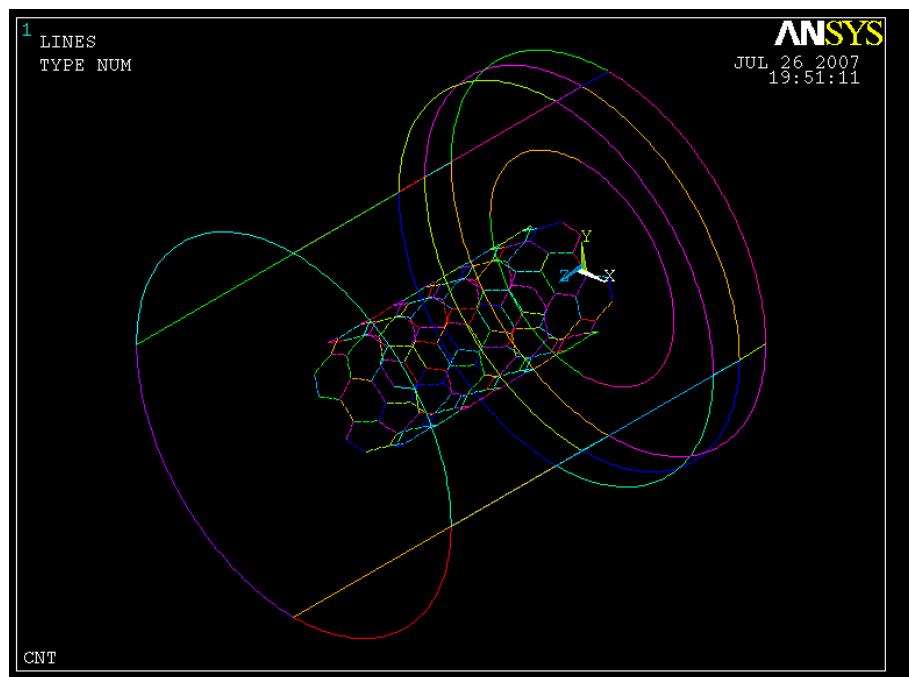 1
LINES
TYPE NUM
ANSYS
JUL 26 2007
19:51:11
Y
Z
X
CNT